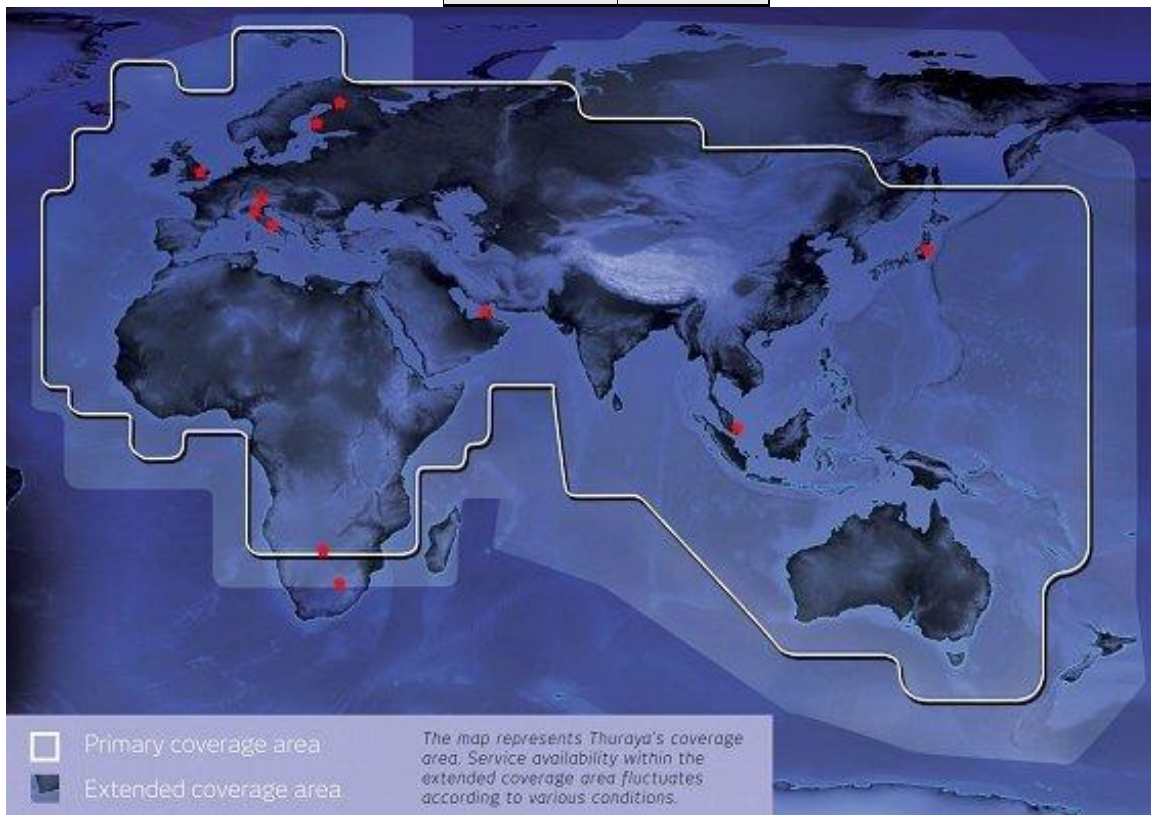 Primary coverage area
Extended coverage area
The map represents Thuraya's coverage
area. Service availability within the
extended coverage area fluctuates
according to various conditions.